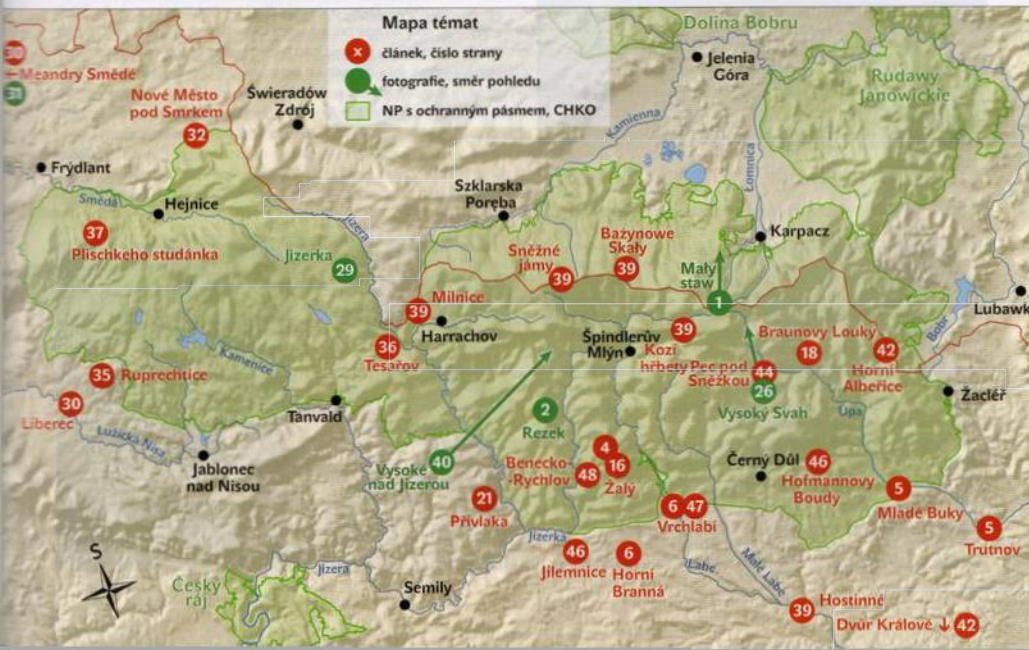 Mapa témat
x článek, číslo strany
fotografie, směr pohledu
NP s ochranným pásmem, CHKO
Dolina Bobru
Jelenia
Góra
Rudawy
Janowickie
30
Meandry Smědé
31
Nové Město
pod Smrkem
32
Świeradów
Zdrój
Kamienna
Łomnica
Frýdlant
Smědá
Hejnice
Szklarska
Poręba
Jizera
Karpacz
37
Plischkeho studánka
Jizerka
29
Sněžné
jámy
39
Bażynowe
Skały
39
Mały
staw
1
Milnice
39
Harrachov
Lubawk
Bobr
36
Tesařov
Špindlerův
Mlýn
39
Kozí
hřbety
Pec pod
Sněžkou
44
26
Vysoký Svah
Braunovy Louky
18
42
Horní
Albeřice
Žacléř
Kamenice
35
Ruprechtice
30
Liberec
Lužická Nisa
Tanvald
Jablonec
nad Nisou
2
Rezek
Úpa
Vysoké
nad Jizerou
40
Benecko
-Rychlov
48
4
16
Žalý
Černý Důl
46
Hofmannovy
Boudy
21
Přívlaka
6 47
Vrchlabí
5
Mladé Buky
5
Trutnov
Jizerka
46
Jilemnice
6
Horní
Branná
Labe
Malé Labe
S
Český
ráj
Jizera
Semily
39
Hostinné
Dvůr Králové ↓ 42